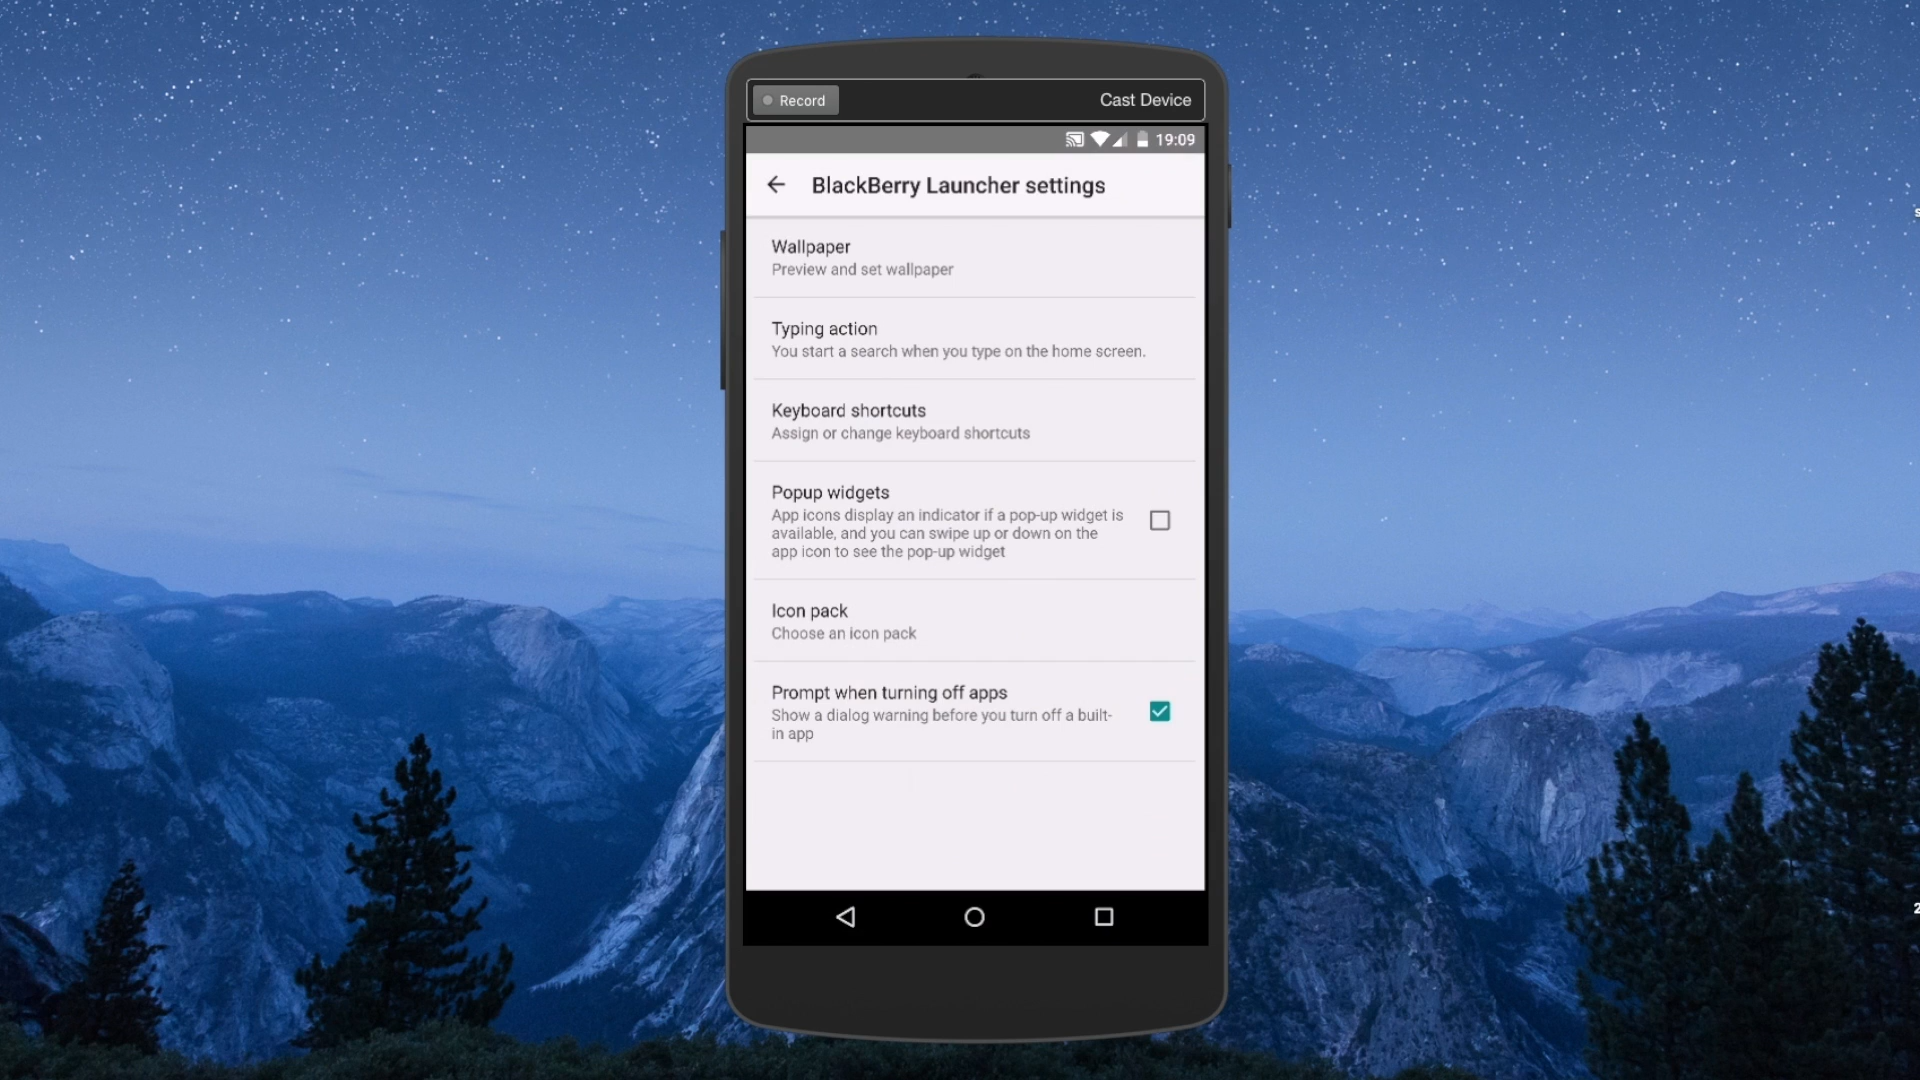 Record
Cast Device
19:09
BlackBerry Launcher settings
Wallpaper
Preview and set wallpaper
Typing action
You start a search when you type on the home screen.
Keyboard shortcuts
Assign or change keyboard shortcuts
Popup widgets
App icons display an indicator if a pop-up widget is
available, and you can swipe up or down on the
app icon to see the pop-up widget
Icon pack
Choose an icon pack
Prompt when turning off apps
Show a dialog warning before you turn off a built-
in app